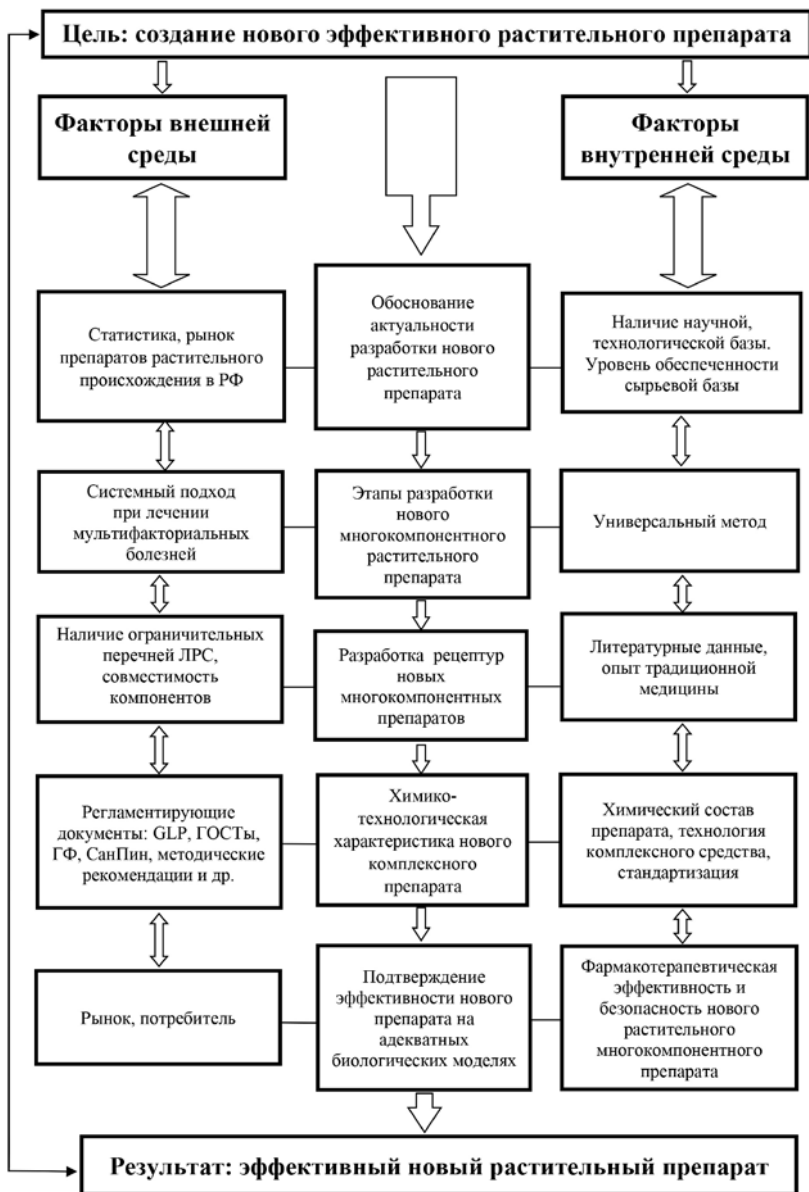 Цель: создание нового эффективного растительного препарата
Факторы внешней
среды
Факторы
внутренней среды
Статистика, рынок
препаратов растительного
происхождения в РФ
Обоснование
актуальности
разработки нового
растительного
препарата
Наличие научной,
технологической базы.
Уровень обеспеченности
сырьевой базы
Системный подход
при лечении
мультифакториальных
болезней
Этапы разработки
нового
многокомпонентного
растительного
препарата
Универсальный метод
Наличие ограничительных
перечней ЛРС,
совместимость
компонентов
Разработка рецептур
новых
многокомпонентных
препаратов
Литературные данные,
опыт традиционной
медицины
Регламентирующие
документы: GLP, ГОСТы,
ГФ, СанПин, методические
рекомендации и др.
Химико-
технологическая
характеристика нового
комплексного
препарата
Химический состав
препарата, технология
комплексного средства,
стандартизация
Рынок, потребитель
Подтверждение
эффективности нового
препарата на
адекватных
биологических моделях
Фармакотерапевтическая
эффективность и
безопасность нового
растительного
многокомпонентного
препарата
Результат: эффективный новый растительный препарат